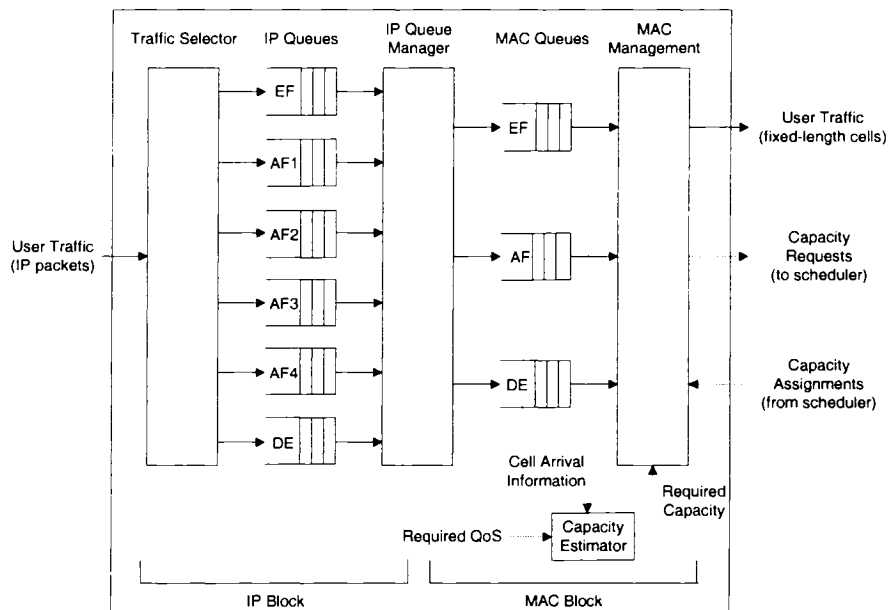 Traffic Selector
IP Queues
IP Queue
Manager
MAC Queues
MAC
Management
EF
AF1
AF2
AF3
AF4
DE
EF
AF
DE
User Traffic
(IP packets)
User Traffic
(fixed-length cells)
Capacity
Requests
(to scheduler)
Capacity
Assignments
(from scheduler)
Cell Arrival
Information
Required
Capacity
Required QoS
Capacity
Estimator
IP Block
MAC Block